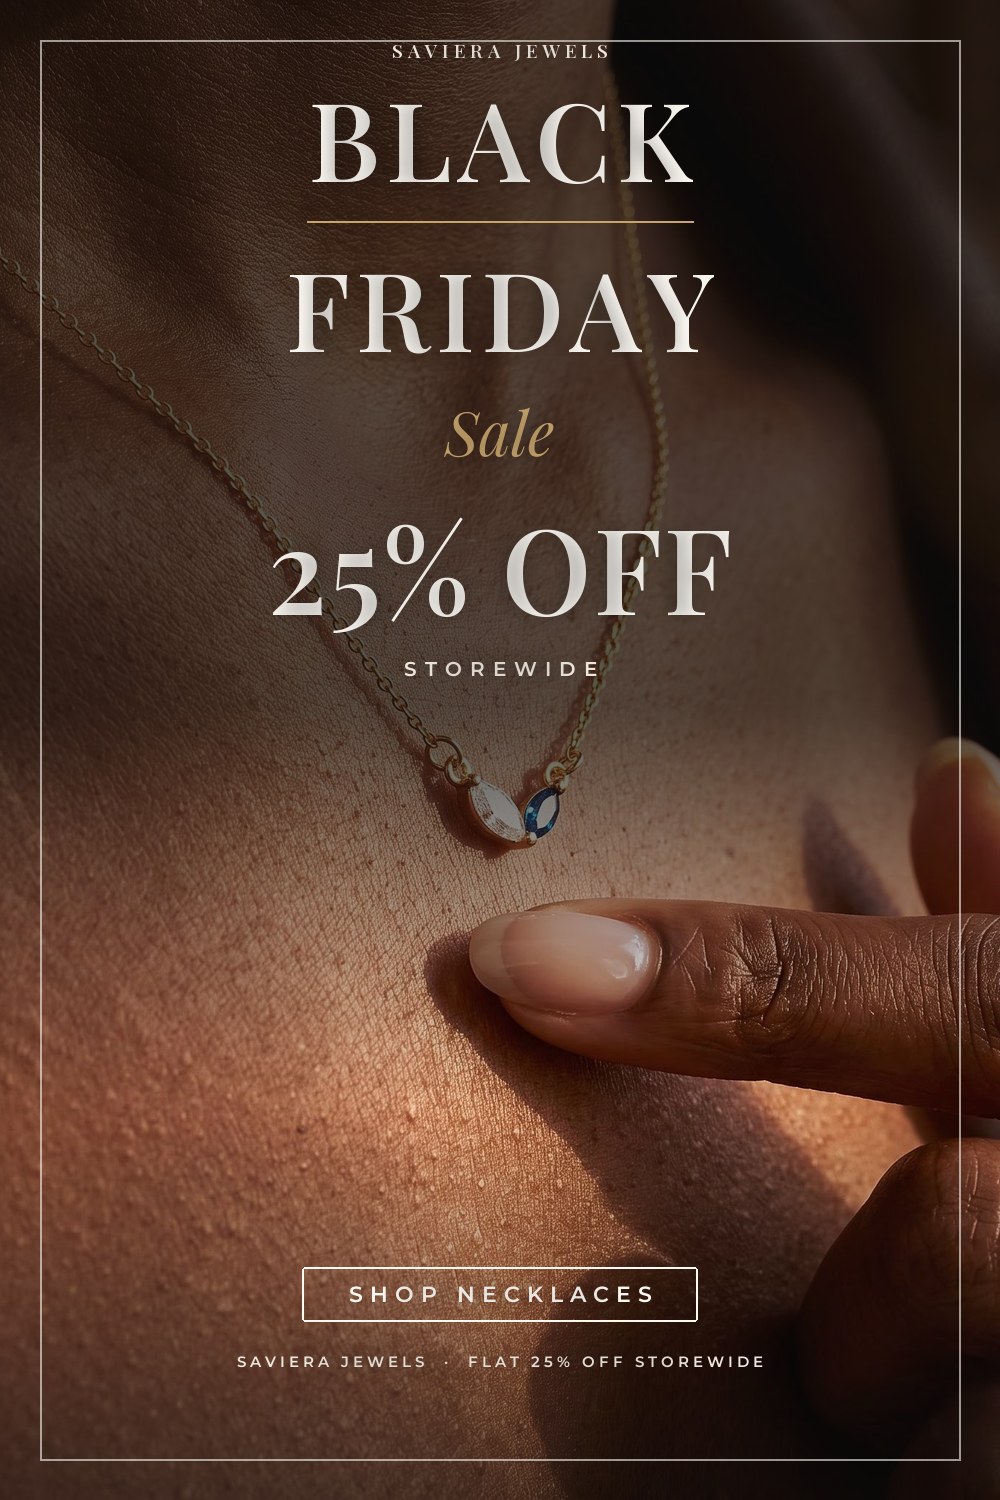 SAVIERA JEWELS
BLACK
FRIDAY
Sale
25% OFF
STOREWIDE
SHOP NECKLACES
SAVIERA JEWELS · FLAT 25% OFF STOREWIDE